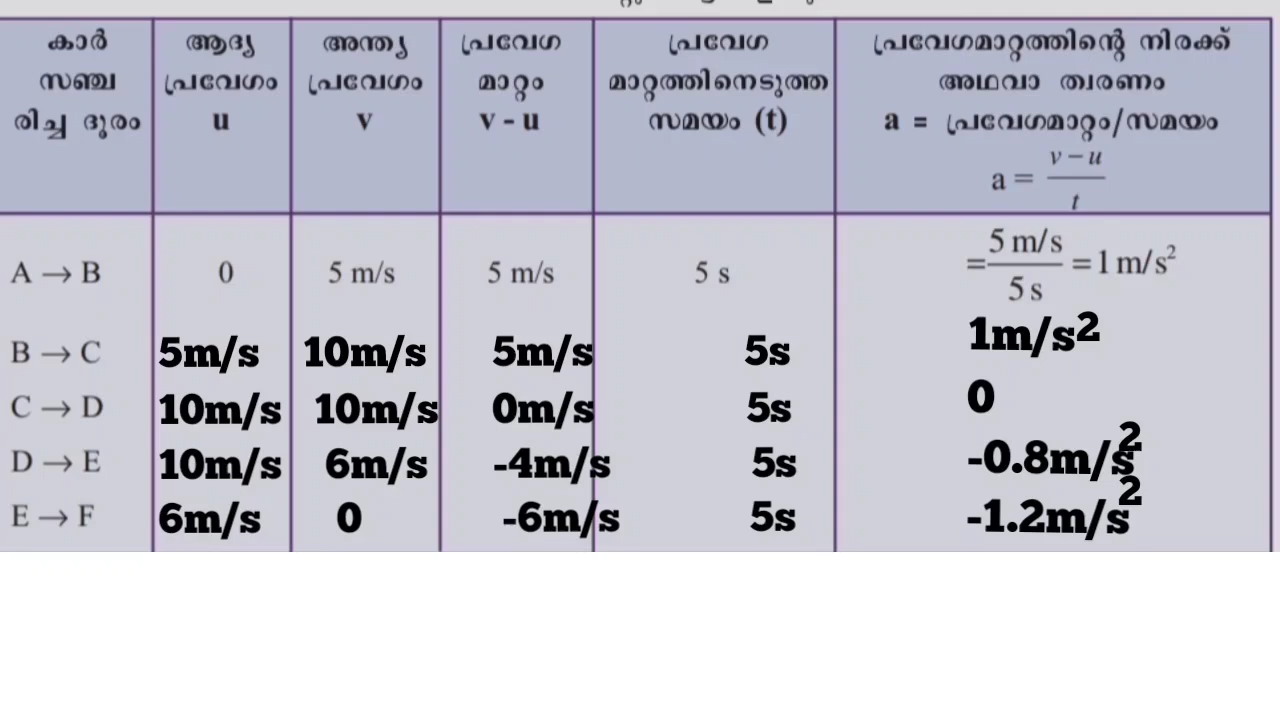 കാർ സഞ്ചരിച്ച ദൂരം | ആദ്യ പ്രവേഗം u | അന്ത്യ പ്രവേഗം v | പ്രവേഗ മാറ്റം v - u | പ്രവേഗ മാറ്റത്തിനെടുത്ത സമയം (t) | പ്രവേഗമാറ്റത്തിന്റെ നിരക്ക് അഥവാ ത്വരണം a = പ്രവേഗമാറ്റം/സമയം a = v – u / t
A → B 0 5 m/s 5 m/s 5 s = 5 m/s / 5 s = 1 m/s²
B → C 5m/s 10m/s 5m/s 5s 1m/s²
C → D 10m/s 10m/s 0m/s 5s 0
D → E 10m/s 6m/s -4m/s 5s -0.8m/s²
E → F 6m/s 0 -6m/s 5s -1.2m/s²